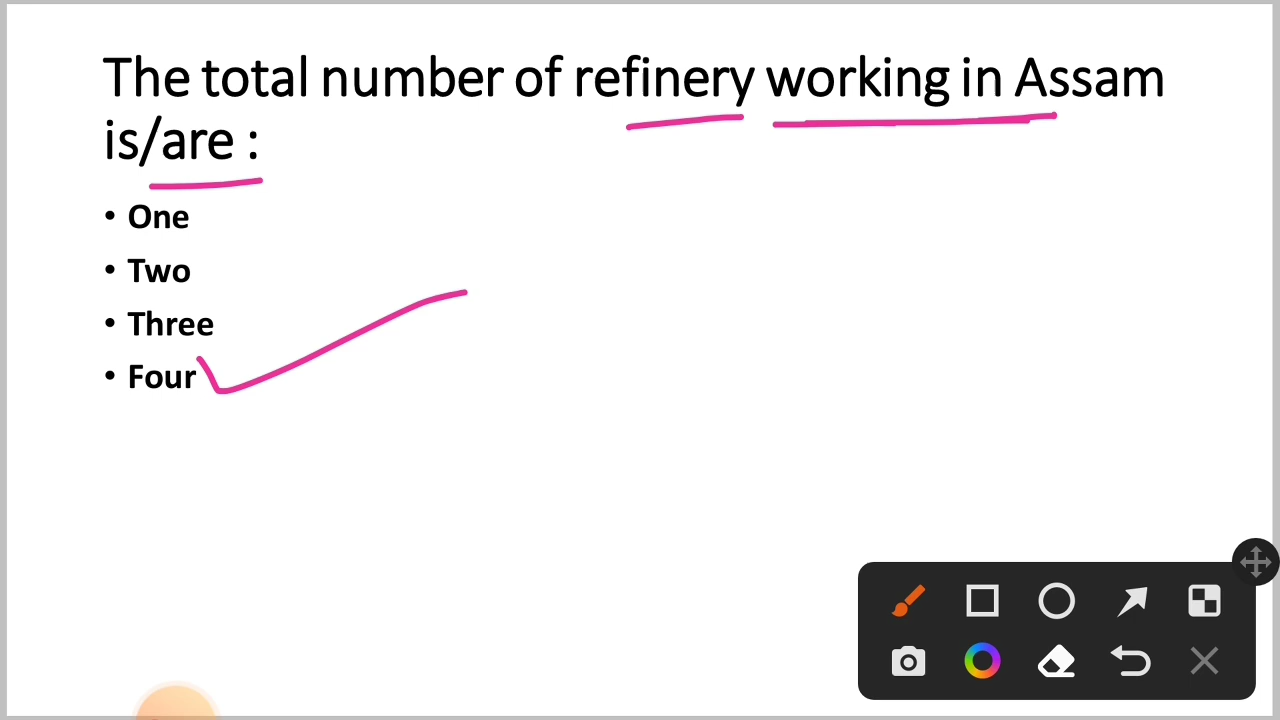 The total number of refinery working in Assam
is/are :
• One
• Two
• Three
• Four